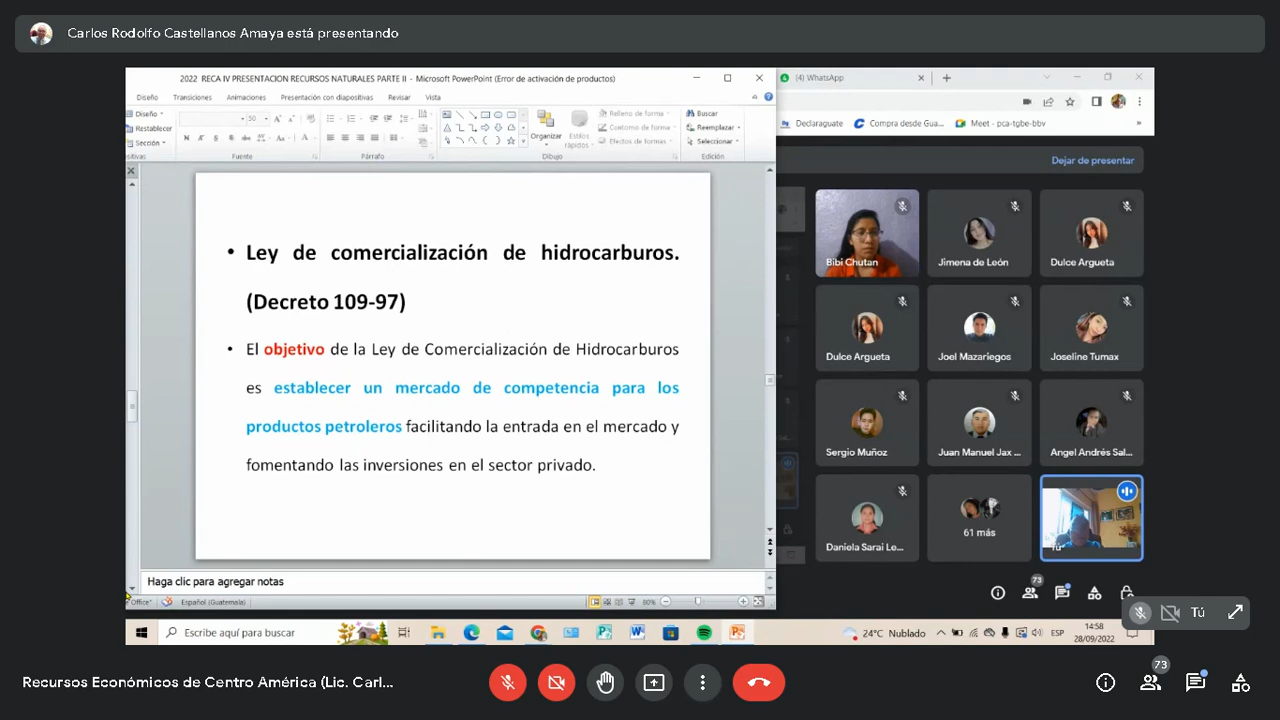 Carlos Rodolfo Castellanos Amaya está presentando
2022 RECA IV PRESENTACION RECURSOS NATURALES PARTE II - Microsoft PowerPoint (Error de activación de productos)
(4) WhatsApp
Diseño Transiciones Animaciones Presentación con diapositivas Revisar Vista
Diseño
Restablecer
Sección
Fuente
Párrafo
Organizar
Estilos rápidos
Relleno de forma
Contorno de forma
Efectos de formas
Dibujo
Buscar
Reemplazar
Seleccionar
Edición
Declaraguate
Compra desde Gua...
Meet - pca-tgbe-bbv
Dejar de presentar
• Ley de comercialización de hidrocarburos.
(Decreto 109-97)
• El objetivo de la Ley de Comercialización de Hidrocarburos
es establecer un mercado de competencia para los
productos petroleros facilitando la entrada en el mercado y
fomentando las inversiones en el sector privado.
Bibi Chutan
Jimena de León
Dulce Argueta
Dulce Argueta
Joel Mazariegos
Joseline Tumax
Sergio Muñoz
Juan Manuel Jax ...
Angel Andrés Sal...
Daniela Sarai Le...
61 más
Tú
73
Haga clic para agregar notas
Español (Guatemala)
80%
Tú
Escribe aquí para buscar
24°C Nublado
ESP
14:58
28/09/2022
Recursos Económicos de Centro América (Lic. Carl...
73